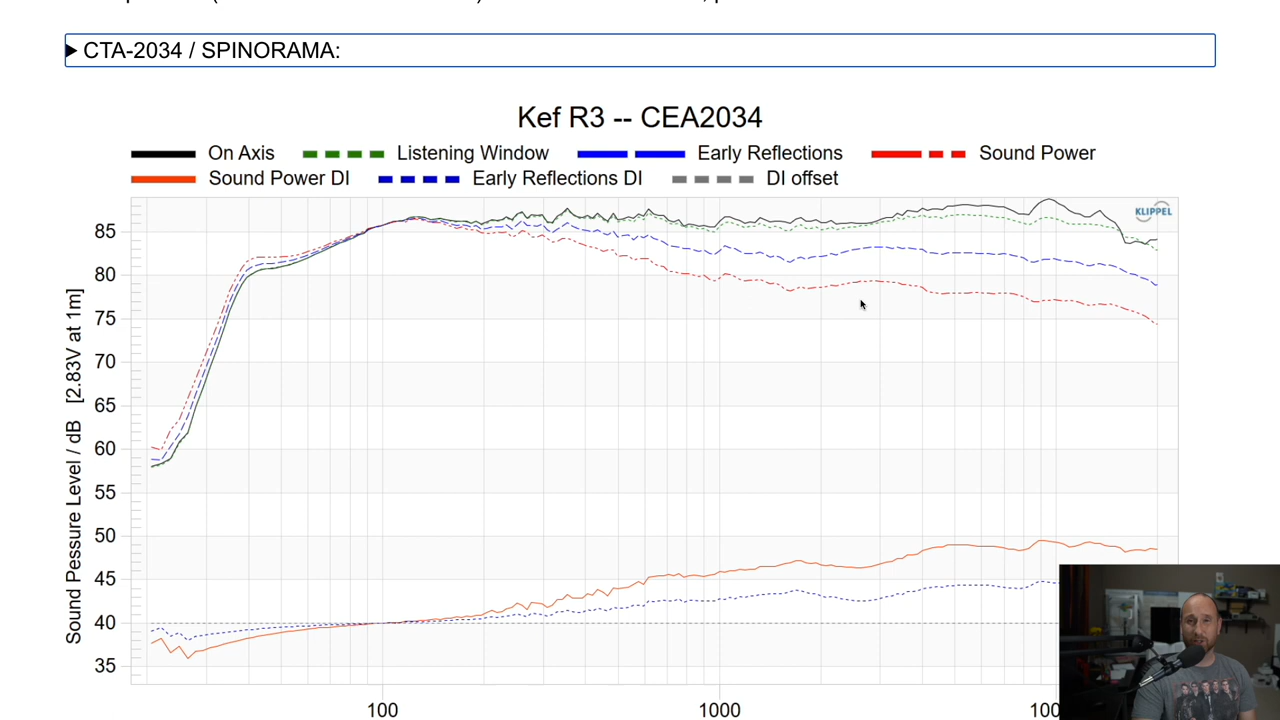 CTA-2034 / SPINORAMA:
Kef R3 -- CEA2034
On Axis Listening Window Early Reflections Sound Power
Sound Power DI Early Reflections DI DI offset
KLIPPEL
Sound Pessure Level / dB [2.83V at 1m]
85
80
75
70
65
60
55
50
45
40
35
100 1000 100